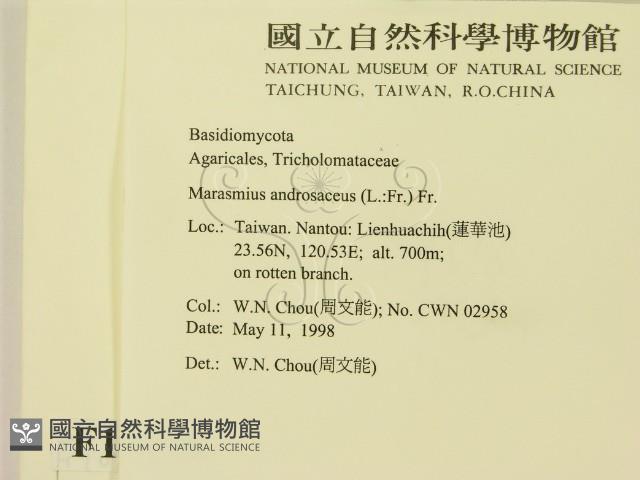 國立自然科學博物館
NATIONAL MUSEUM OF NATURAL SCIENCE
TAICHUNG, TAIWAN, R.O.CHINA
Basidiomycota
Agaricales, Tricholomataceae
Marasmius androsaceus (L.:Fr.) Fr.
Loc.: Taiwan. Nantou: Lienhuachih(蓮華池)
23.56N, 120.53E; alt. 700m;
on rotten branch.
Col.: W.N. Chou(周文能); No. CWN 02958
Date: May 11, 1998
Det.: W.N. Chou(周文能)
F1
國立自然科學博物館
NATIONAL MUSEUM OF NATURAL SCIENCE